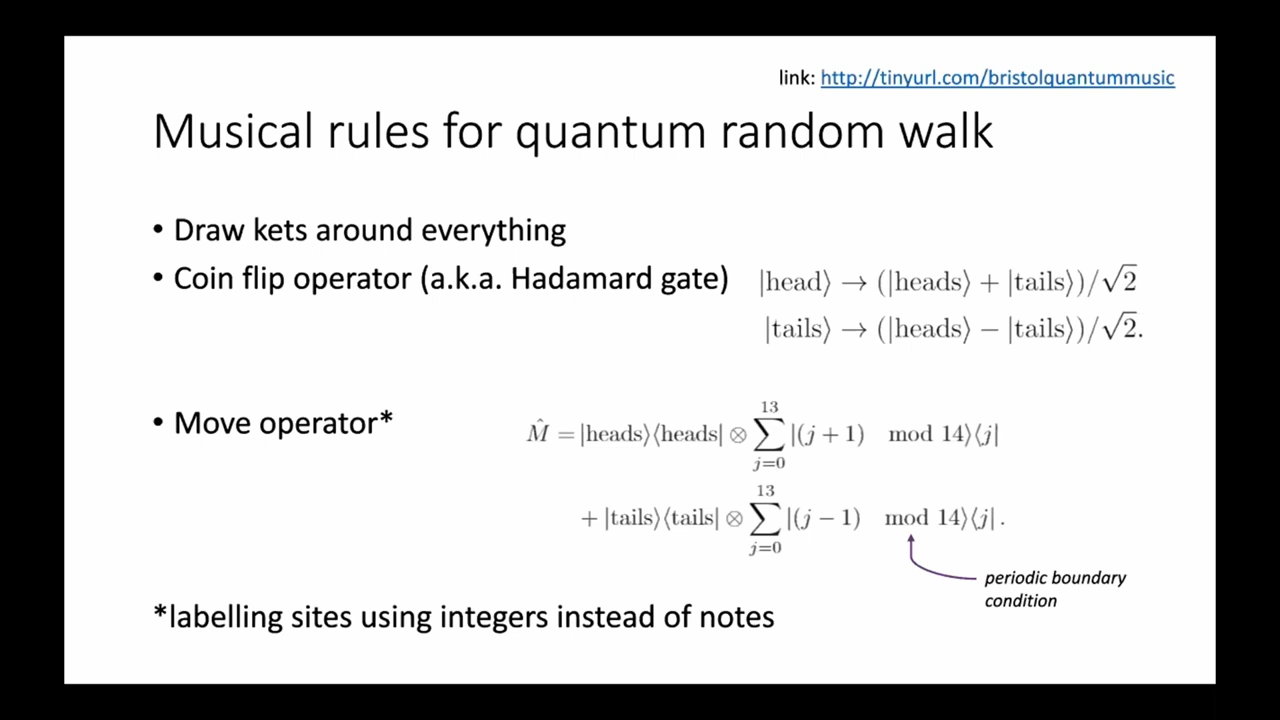 link: http://tinyurl.com/bristolquantummusic
Musical rules for quantum random walk
• Draw kets around everything
• Coin flip operator (a.k.a. Hadamard gate) |head⟩ → (|heads⟩ + |tails⟩)/√2
|tails⟩ → (|heads⟩ − |tails⟩)/√2.
• Move operator* M̂ = |heads⟩⟨heads| ⊗ ∑_{j=0}^{13} |(j + 1) mod 14⟩⟨j|
+ |tails⟩⟨tails| ⊗ ∑_{j=0}^{13} |(j − 1) mod 14⟩⟨j| .
periodic boundary
condition
*labelling sites using integers instead of notes